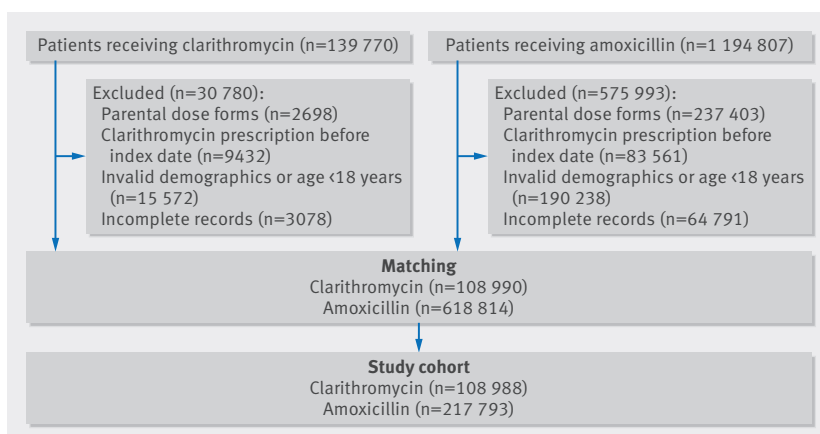 Patients receiving clarithromycin (n=139 770)
Patients receiving amoxicillin (n=1 194 807)
Excluded (n=30 780):
Parental dose forms (n=2698)
Clarithromycin prescription before
index date (n=9432)
Invalid demographics or age <18 years
(n=15 572)
Incomplete records (n=3078)
Excluded (n=575 993):
Parental dose forms (n=237 403)
Clarithromycin prescription before
index date (n=83 561)
Invalid demographics or age <18 years
(n=190 238)
Incomplete records (n=64 791)
Matching
Clarithromycin (n=108 990)
Amoxicillin (n=618 814)
Study cohort
Clarithromycin (n=108 988)
Amoxicillin (n=217 793)